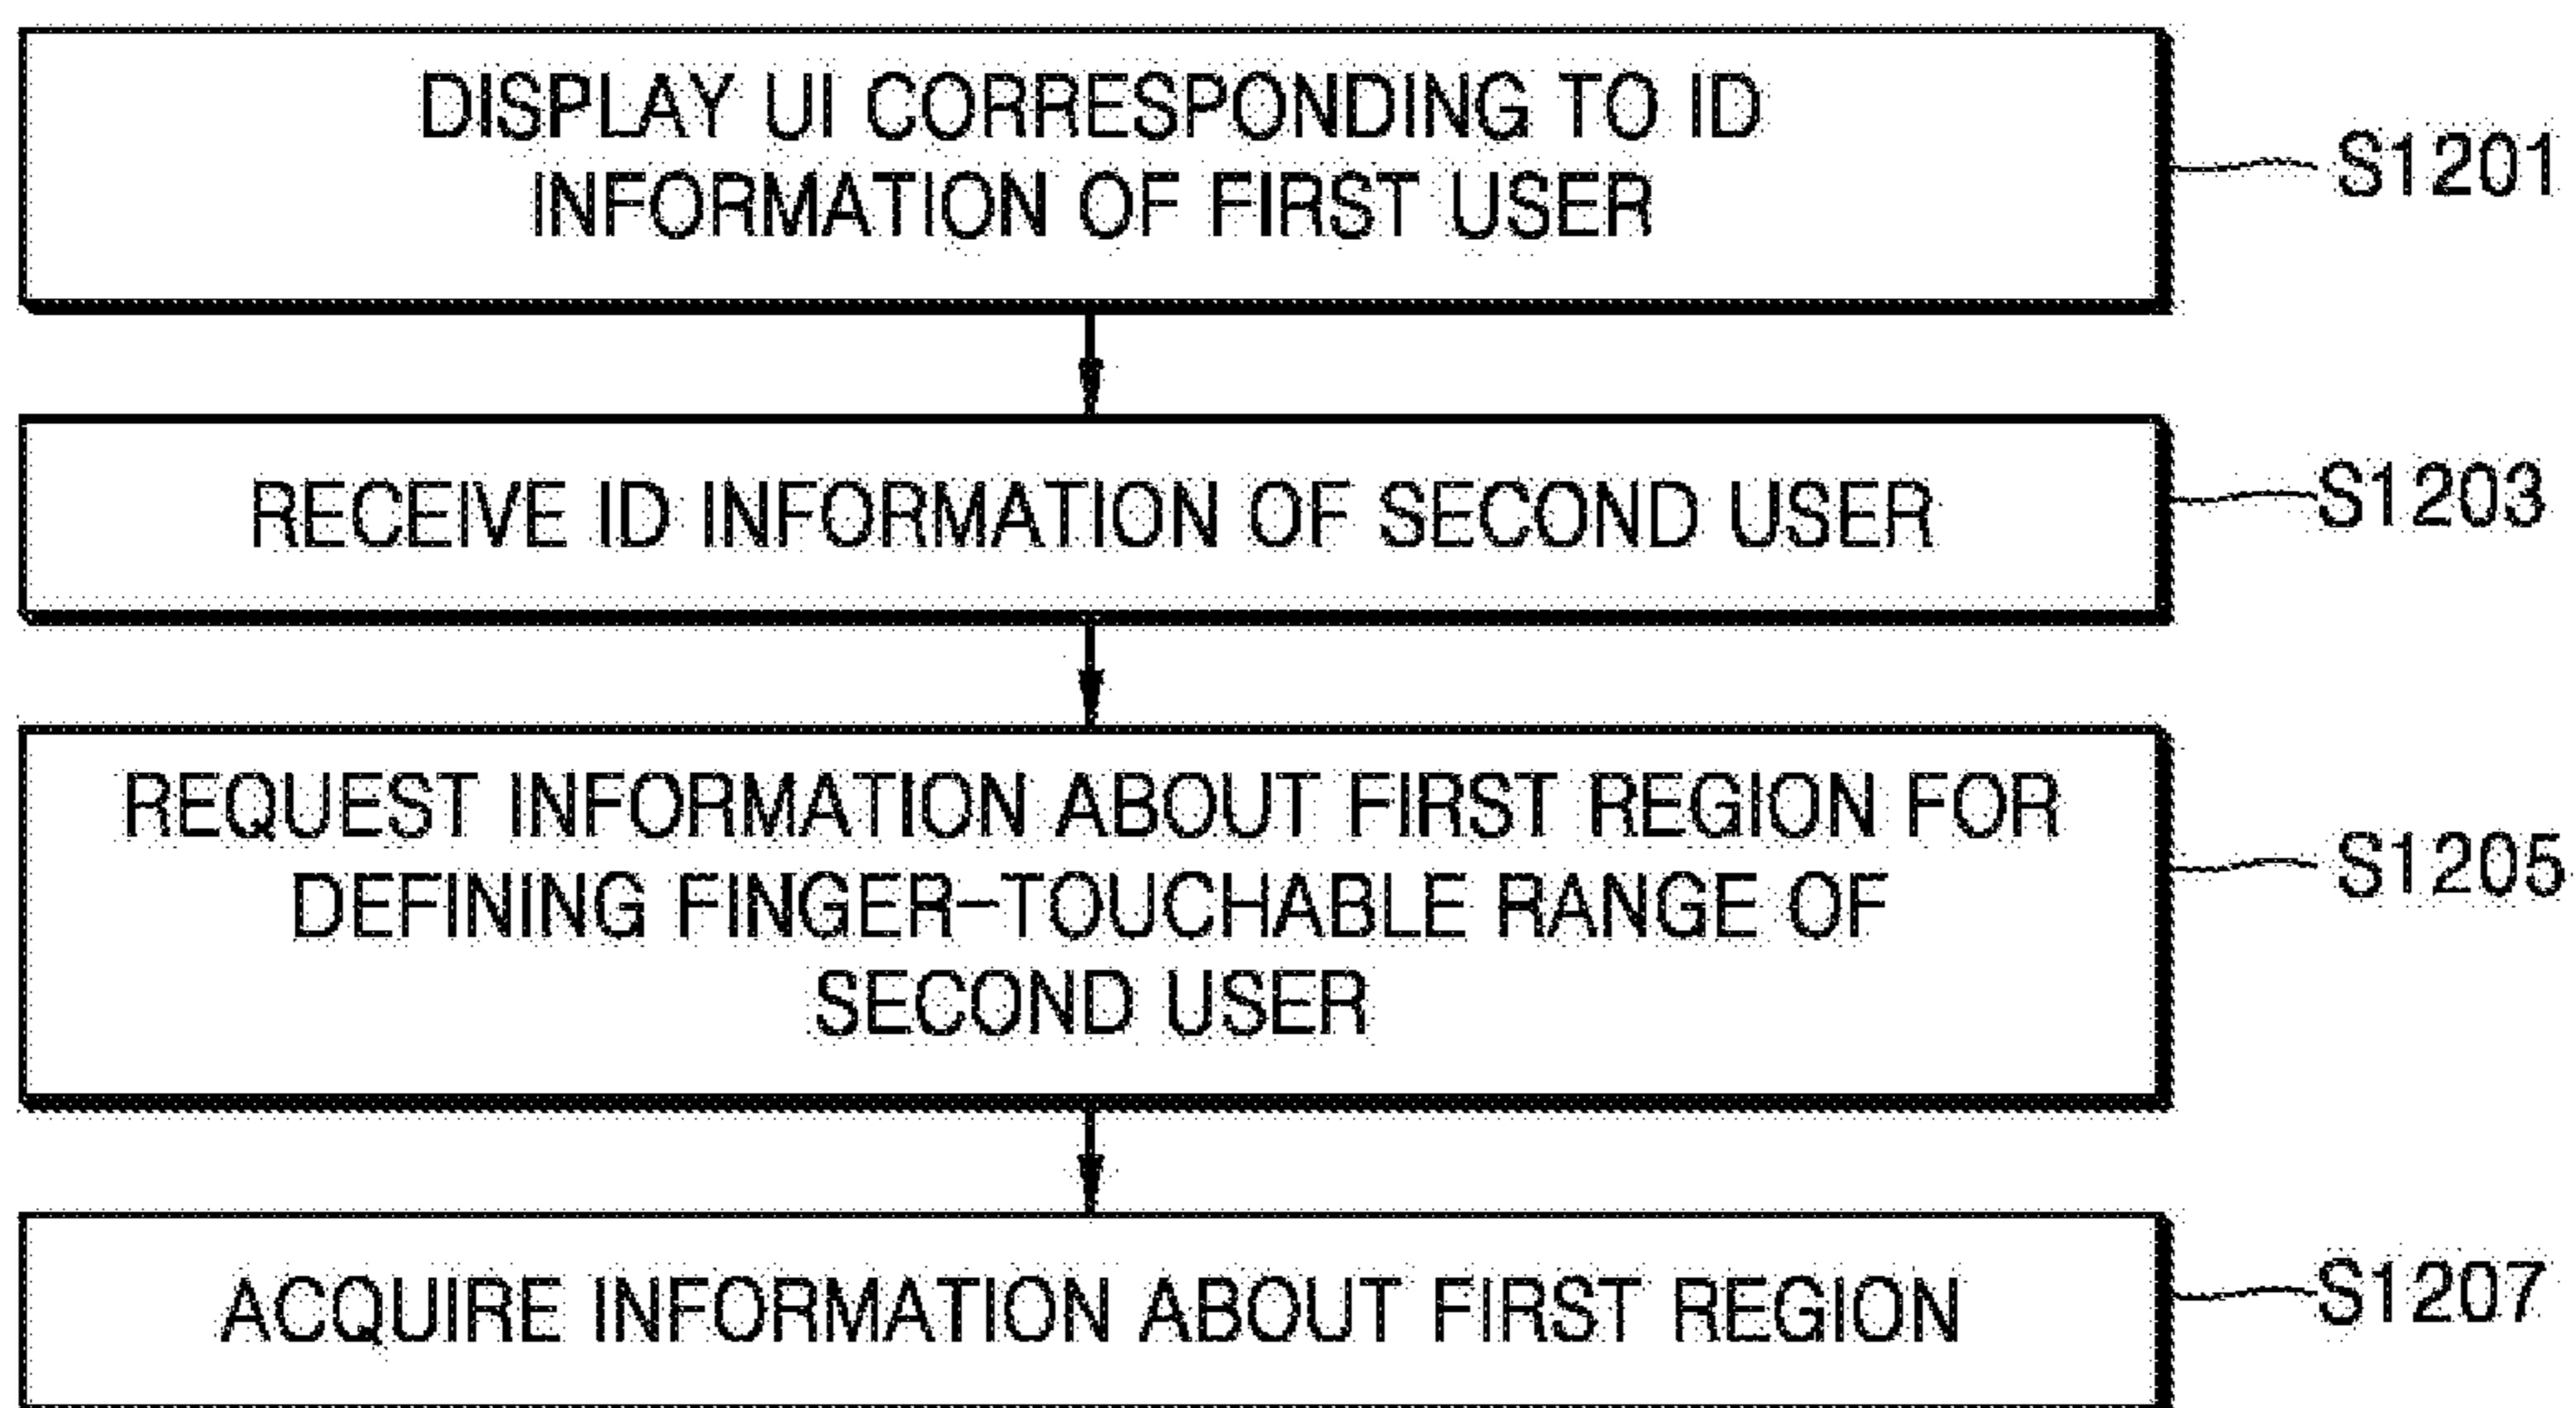 DISPLAY UI CORRESPONDING TO ID
INFORMATION OF FIRST USER
S1201
RECEIVE ID INFORMATION OF SECOND USER
S1203
REQUEST INFORMATION ABOUT FIRST REGION FOR
DEFINING FINGER-TOUCHABLE RANGE OF
SECOND USER
S1205
ACQUIRE INFORMATION ABOUT FIRST REGION
S1207